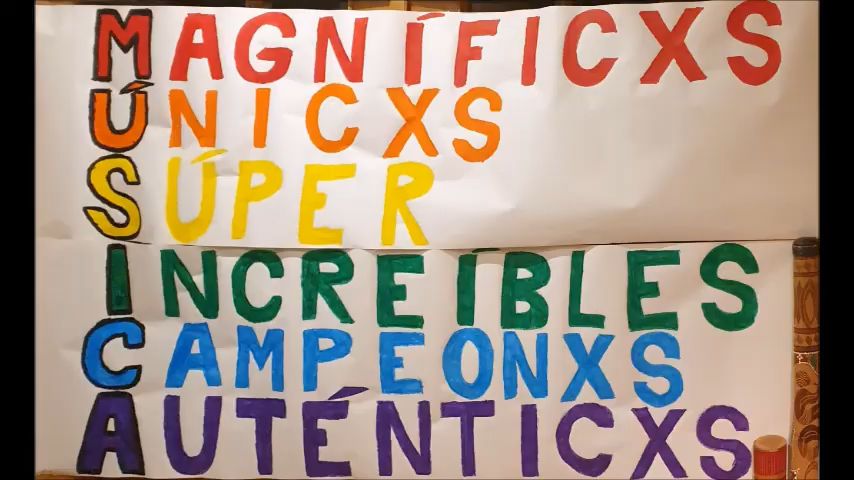 MAGNÍFICXS
ÚNICXS
SÚPER
INCREÍBLES
CAMPEONXS
AUTÉNTICXS